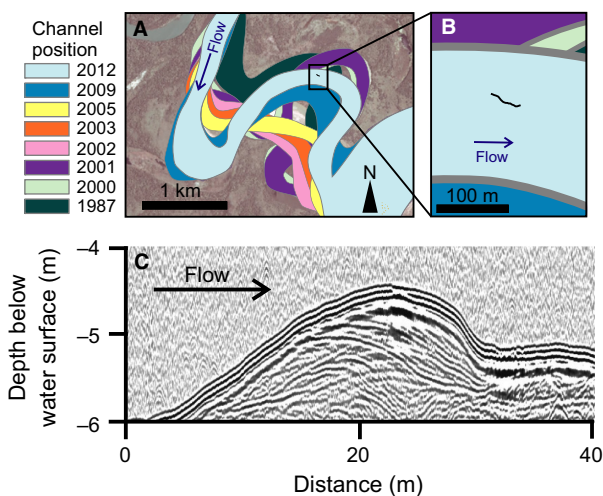 Channel
position
2012
2009
2005
2003
2002
2001
2000
1987
A
Flow
1 km
N
B
Flow
100 m
C
Flow
Depth below
water surface (m)
–4
–5
–6
0
20
40
Distance (m)